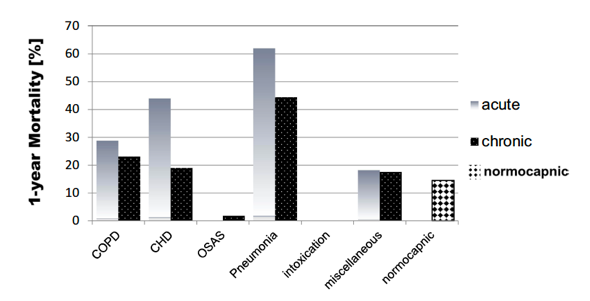 1-year Mortality [%]
70
60
50
40
30
20
10
0
COPD
CHD
OSAS
Pneumonia
intoxication
miscellaneous
normocapnic
acute
chronic
normocapnic